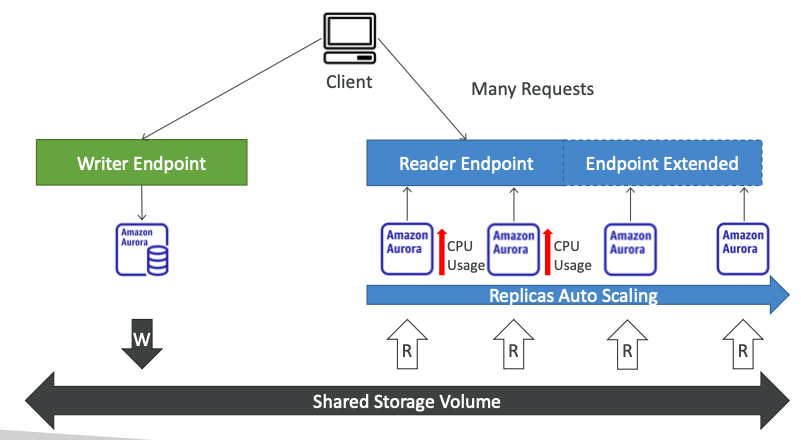 Client
Many Requests
Writer Endpoint
Reader Endpoint
Endpoint Extended
Amazon
Aurora
Amazon
Aurora
CPU
Usage
Amazon
Aurora
CPU
Usage
Amazon
Aurora
Amazon
Aurora
Replicas Auto Scaling
W
R
R
R
R
Shared Storage Volume